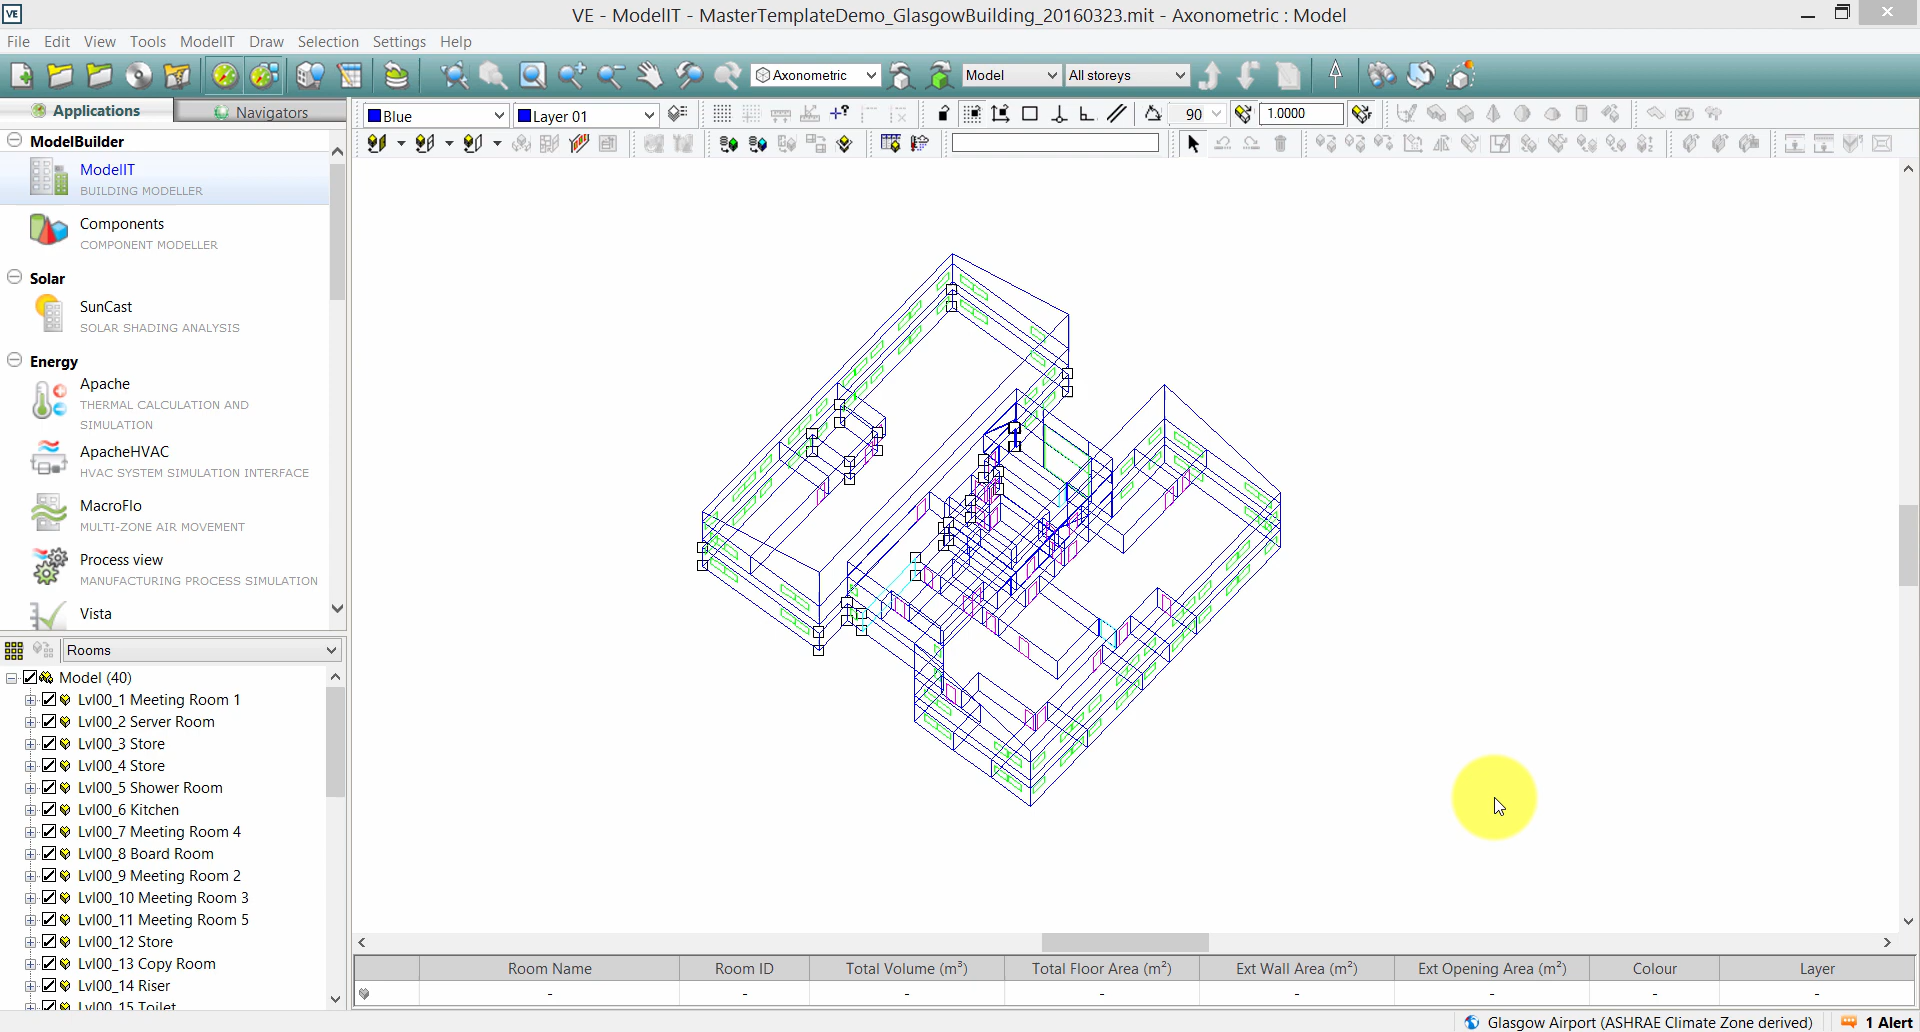 VE
VE - ModelIT - MasterTemplateDemo_GlasgowBuilding_20160323.mit - Axonometric : Model
File Edit View Tools ModelIT Draw Selection Settings Help
Axonometric Model All storeys
Applications Navigators
Blue Layer 01 90 1.0000
ModelBuilder
ModelIT
BUILDING MODELLER
Components
COMPONENT MODELLER
Solar
SunCast
SOLAR SHADING ANALYSIS
Energy
Apache
THERMAL CALCULATION AND
SIMULATION
ApacheHVAC
HVAC SYSTEM SIMULATION INTERFACE
MacroFlo
MULTI-ZONE AIR MOVEMENT
Process view
MANUFACTURING PROCESS SIMULATION
Vista
Rooms
Model (40)
Lvl00_1 Meeting Room 1
Lvl00_2 Server Room
Lvl00_3 Store
Lvl00_4 Store
Lvl00_5 Shower Room
Lvl00_6 Kitchen
Lvl00_7 Meeting Room 4
Lvl00_8 Board Room
Lvl00_9 Meeting Room 2
Lvl00_10 Meeting Room 3
Lvl00_11 Meeting Room 5
Lvl00_12 Store
Lvl00_13 Copy Room
Lvl00_14 Riser
Lvl00_15 Toilet
Room Name Room ID Total Volume (m³) Total Floor Area (m²) Ext Wall Area (m²) Ext Opening Area (m²) Colour Layer
- - - - - - - -
Glasgow Airport (ASHRAE Climate Zone derived) 1 Alert